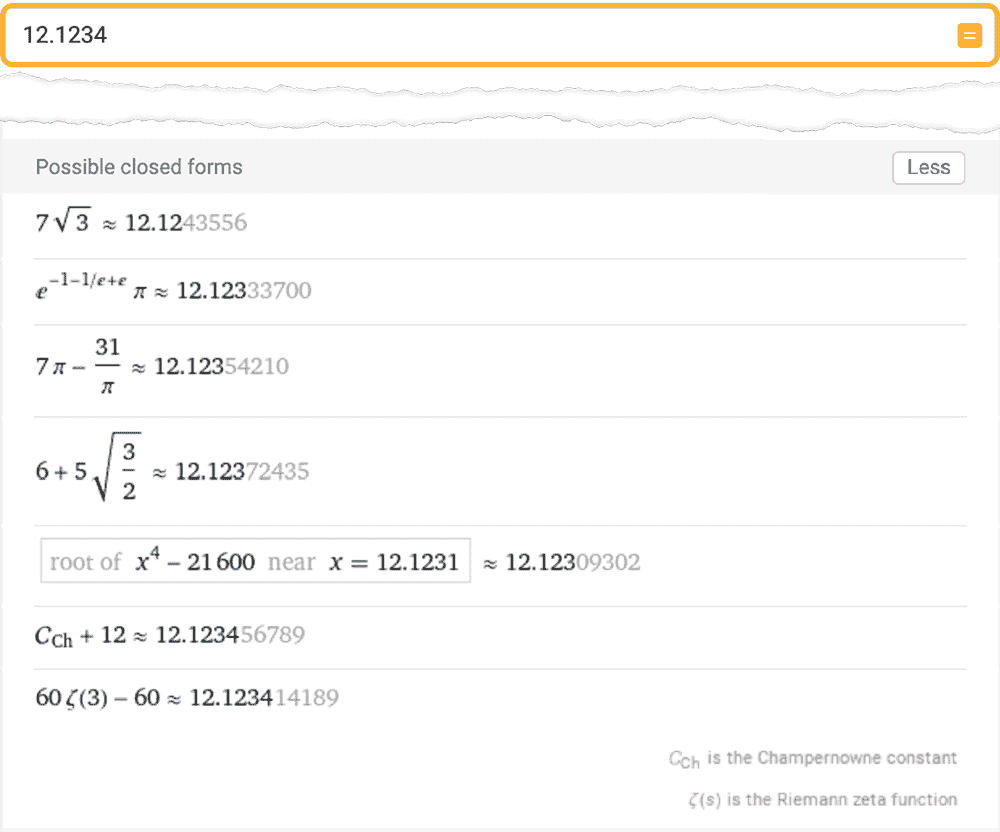 12.1234
=
Possible closed forms
Less
7√3 ≈ 12.1243556
e^(-1-1/e+e) π ≈ 12.12333700
7π − 31/π ≈ 12.12354210
6 + 5√(3/2) ≈ 12.12372435
root of x⁴ − 21600 near x = 12.1231 ≈ 12.12309302
C_Ch + 12 ≈ 12.123456789
60 ζ(3) − 60 ≈ 12.123414189
C_Ch is the Champernowne constant
ζ(s) is the Riemann zeta function